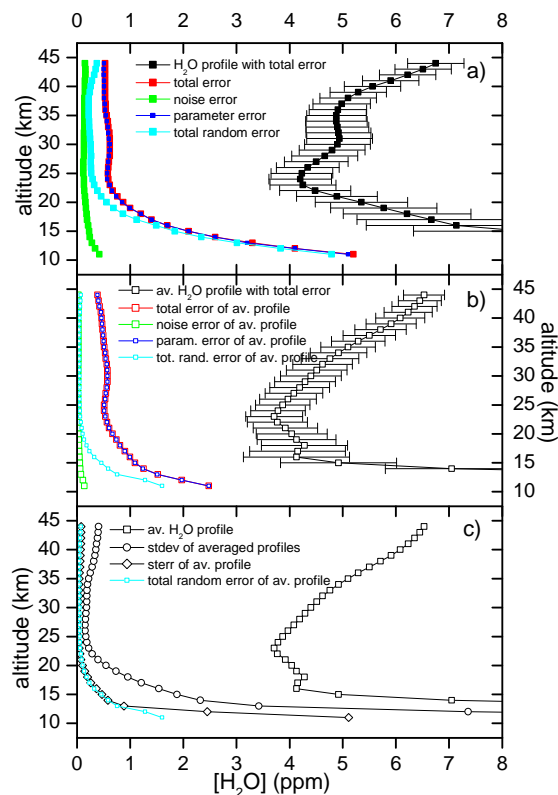 0 1 2 3 4 5 6 7 8
a)
H2O profile with total error
total error
noise error
parameter error
total random error
45
40
35
30
25
20
15
10
altitude (km)
b)
av. H2O profile with total error
total error of av. profile
noise error of av. profile
param. error of av. profile
tot. rand. error of av. profile
45
40
35
30
25
20
15
10
altitude (km)
c)
av. H2O profile
stdev of averaged profiles
sterr of av. profile
total random error of av. profile
45
40
35
30
25
20
15
10
altitude (km)
0 1 2 3 4 5 6 7 8
[H2O] (ppm)